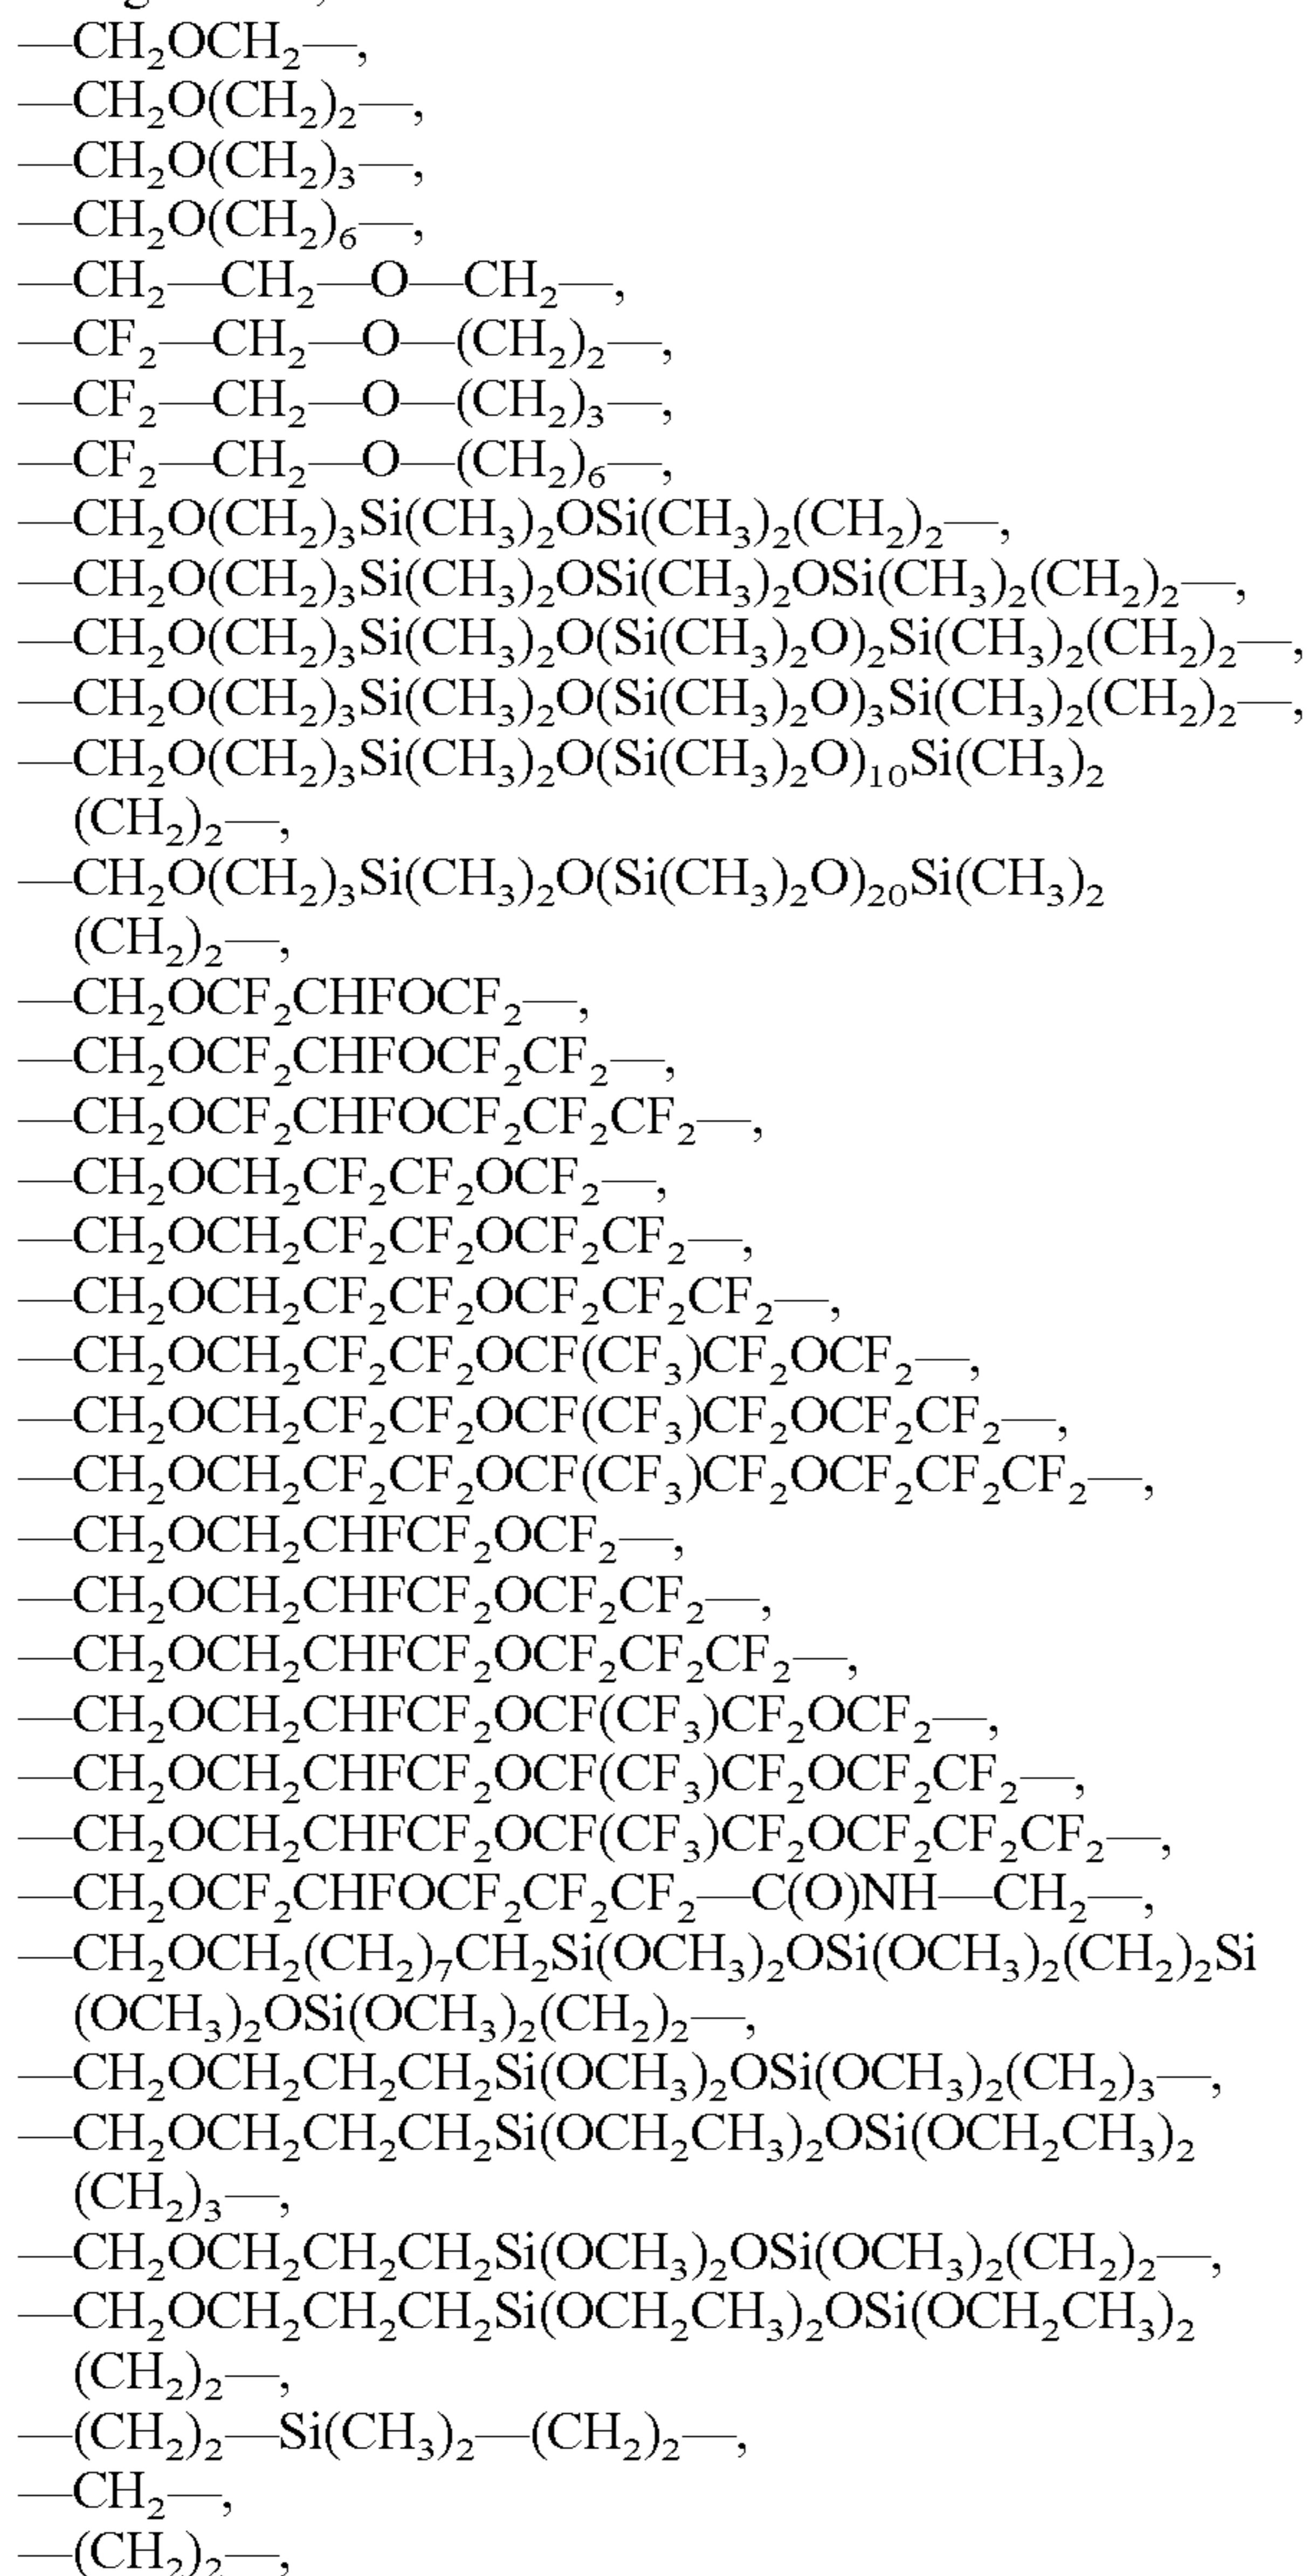 —CH₂OCH₂—,
—CH₂O(CH₂)₂—,
—CH₂O(CH₂)₃—,
—CH₂O(CH₂)₆—,
—CH₂—CH₂—O—CH₂—,
—CF₂—CH₂—O—(CH₂)₂—,
—CF₂—CH₂—O—(CH₂)₃—,
—CF₂—CH₂—O—(CH₂)₆—,
—CH₂O(CH₂)₃Si(CH₃)₂OSi(CH₃)₂(CH₂)₂—,
—CH₂O(CH₂)₃Si(CH₃)₂OSi(CH₃)₂OSi(CH₃)₂(CH₂)₂—,
—CH₂O(CH₂)₃Si(CH₃)₂O(Si(CH₃)₂O)₂Si(CH₃)₂(CH₂)₂—,
—CH₂O(CH₂)₃Si(CH₃)₂O(Si(CH₃)₂O)₃Si(CH₃)₂(CH₂)₂—,
—CH₂O(CH₂)₃Si(CH₃)₂O(Si(CH₃)₂O)₁₀Si(CH₃)₂
(CH₂)₂—,
—CH₂O(CH₂)₃Si(CH₃)₂O(Si(CH₃)₂O)₂₀Si(CH₃)₂
(CH₂)₂—,
—CH₂OCF₂CHFOCF₂—,
—CH₂OCF₂CHFOCF₂CF₂—,
—CH₂OCF₂CHFOCF₂CF₂CF₂—,
—CH₂OCH₂CF₂CF₂OCF₂—,
—CH₂OCH₂CF₂CF₂OCF₂CF₂—,
—CH₂OCH₂CF₂CF₂OCF₂CF₂CF₂—,
—CH₂OCH₂CF₂CF₂OCF(CF₃)CF₂OCF₂—,
—CH₂OCH₂CF₂CF₂OCF(CF₃)CF₂OCF₂CF₂—,
—CH₂OCH₂CF₂CF₂OCF(CF₃)CF₂OCF₂CF₂CF₂—,
—CH₂OCH₂CHFCF₂OCF₂—,
—CH₂OCH₂CHFCF₂OCF₂CF₂—,
—CH₂OCH₂CHFCF₂OCF₂CF₂CF₂—,
—CH₂OCH₂CHFCF₂OCF(CF₃)CF₂OCF₂—,
—CH₂OCH₂CHFCF₂OCF(CF₃)CF₂OCF₂CF₂—,
—CH₂OCH₂CHFCF₂OCF(CF₃)CF₂OCF₂CF₂CF₂—,
—CH₂OCF₂CHFOCF₂CF₂CF₂—C(O)NH—CH₂—,
—CH₂OCH₂(CH₂)₇CH₂Si(OCH₃)₂OSi(OCH₃)₂(CH₂)₂Si
(OCH₃)₂OSi(OCH₃)₂(CH₂)₂—,
—CH₂OCH₂CH₂CH₂Si(OCH₃)₂OSi(OCH₃)₂(CH₂)₃—,
—CH₂OCH₂CH₂CH₂Si(OCH₂CH₃)₂OSi(OCH₂CH₃)₂
(CH₂)₃—,
—CH₂OCH₂CH₂CH₂Si(OCH₃)₂OSi(OCH₃)₂(CH₂)₂—,
—CH₂OCH₂CH₂CH₂Si(OCH₂CH₃)₂OSi(OCH₂CH₃)₂
(CH₂)₂—,
—(CH₂)₂—Si(CH₃)₂—(CH₂)₂—,
—CH₂—,
—(CH₂)₂—,